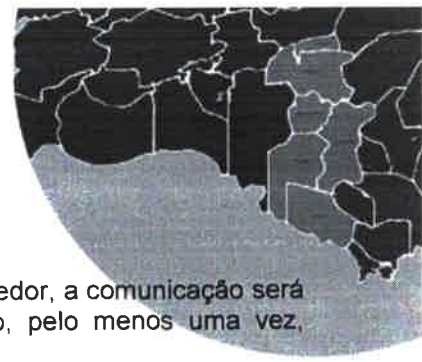 edor, a comunicação será
o, pelo menos uma vez,